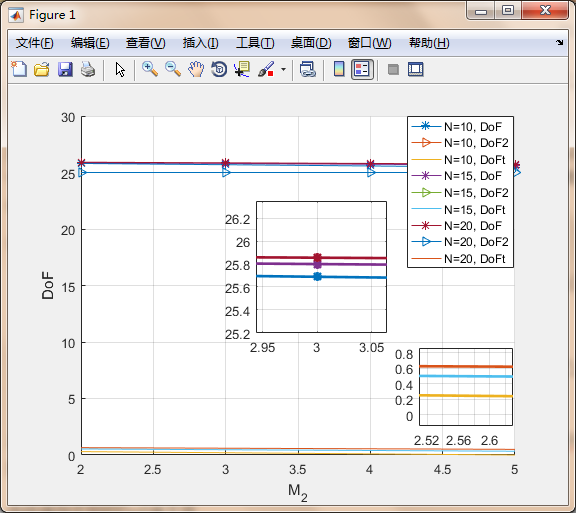 Figure 1
文件(F) 编辑(E) 查看(V) 插入(I) 工具(T) 桌面(D) 窗口(W) 帮助(H)
30
25
20
15
10
5
0
DoF
2 2.5 3 3.5 4 4.5 5
M2
N=10, DoF
N=10, DoF2
N=10, DoFt
N=15, DoF
N=15, DoF2
N=15, DoFt
N=20, DoF
N=20, DoF2
N=20, DoFt
26.2
26
25.8
25.6
25.4
25.2
2.95 3 3.05
0.8
0.6
0.4
0.2
0
2.52 2.56 2.6